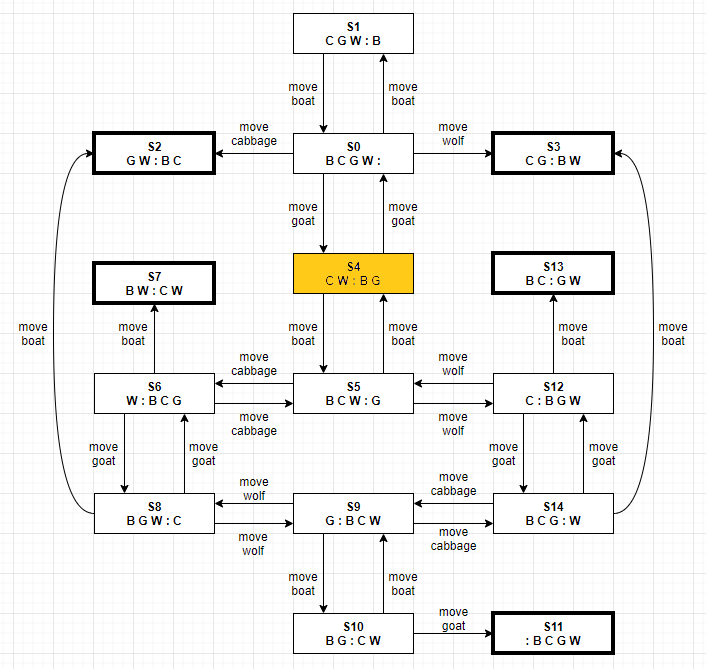 S1
C G W : B
move
boat
move
boat
move
cabbage
move
wolf
S2
G W : B C
S0
B C G W :
S3
C G : B W
move
goat
move
goat
S7
B W : C W
S4
C W : B G
S13
B C : G W
move
boat
move
boat
move
boat
move
boat
move
boat
move
boat
move
cabbage
move
wolf
S6
W : B C G
S5
B C W : G
S12
C : B G W
move
cabbage
move
wolf
move
goat
move
goat
move
goat
move
goat
move
wolf
move
cabbage
S8
B G W : C
S9
G : B C W
S14
B C G : W
move
wolf
move
cabbage
move
boat
move
boat
move
goat
S10
B G : C W
S11
: B C G W